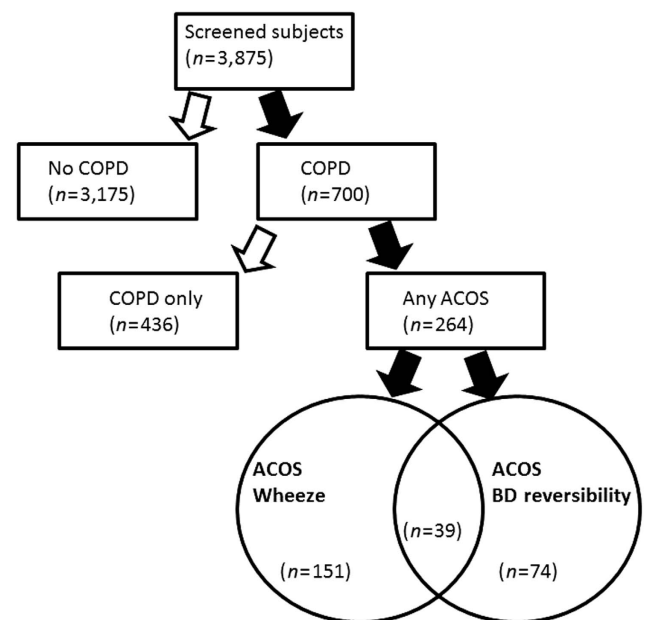 Screened subjects
(n=3,875)
No COPD
(n=3,175)
COPD
(n=700)
COPD only
(n=436)
Any ACOS
(n=264)
ACOS
Wheeze
(n=151)
(n=39)
ACOS
BD reversibility
(n=74)